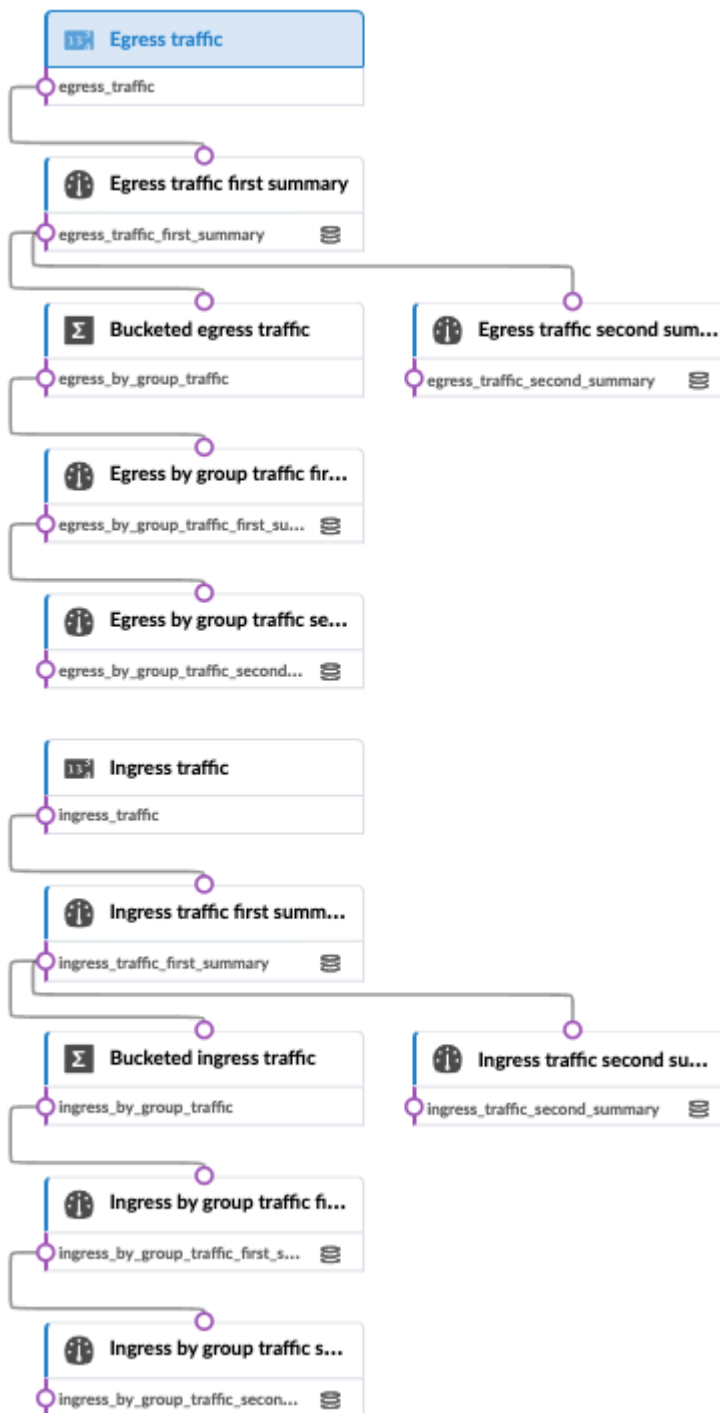 Egress traffic
egress_traffic
Egress traffic first summary
egress_traffic_first_summary
Bucketed egress traffic
egress_by_group_traffic
Egress traffic second sum...
egress_traffic_second_summary
Egress by group traffic fir...
egress_by_group_traffic_first_su...
Egress by group traffic se...
egress_by_group_traffic_second...
Ingress traffic
ingress_traffic
Ingress traffic first summ...
ingress_traffic_first_summary
Bucketed ingress traffic
ingress_by_group_traffic
Ingress traffic second su...
ingress_traffic_second_summary
Ingress by group traffic fi...
ingress_by_group_traffic_first_s...
Ingress by group traffic s...
ingress_by_group_traffic_secon...